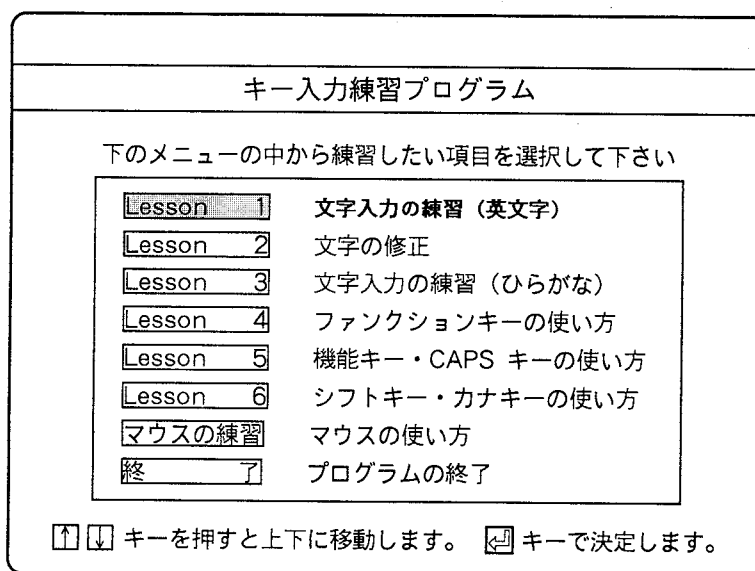 キー入力練習プログラム
下のメニューの中から練習したい項目を選択して下さい
Lesson 1 文字入力の練習（英文字）
Lesson 2 文字の修正
Lesson 3 文字入力の練習（ひらがな）
Lesson 4 ファンクションキーの使い方
Lesson 5 機能キー・CAPS キーの使い方
Lesson 6 シフトキー・カナキーの使い方
マウスの練習 マウスの使い方
終 了 プログラムの終了
↑ ↓ キーを押すと上下に移動します。 ↵ キーで決定します。